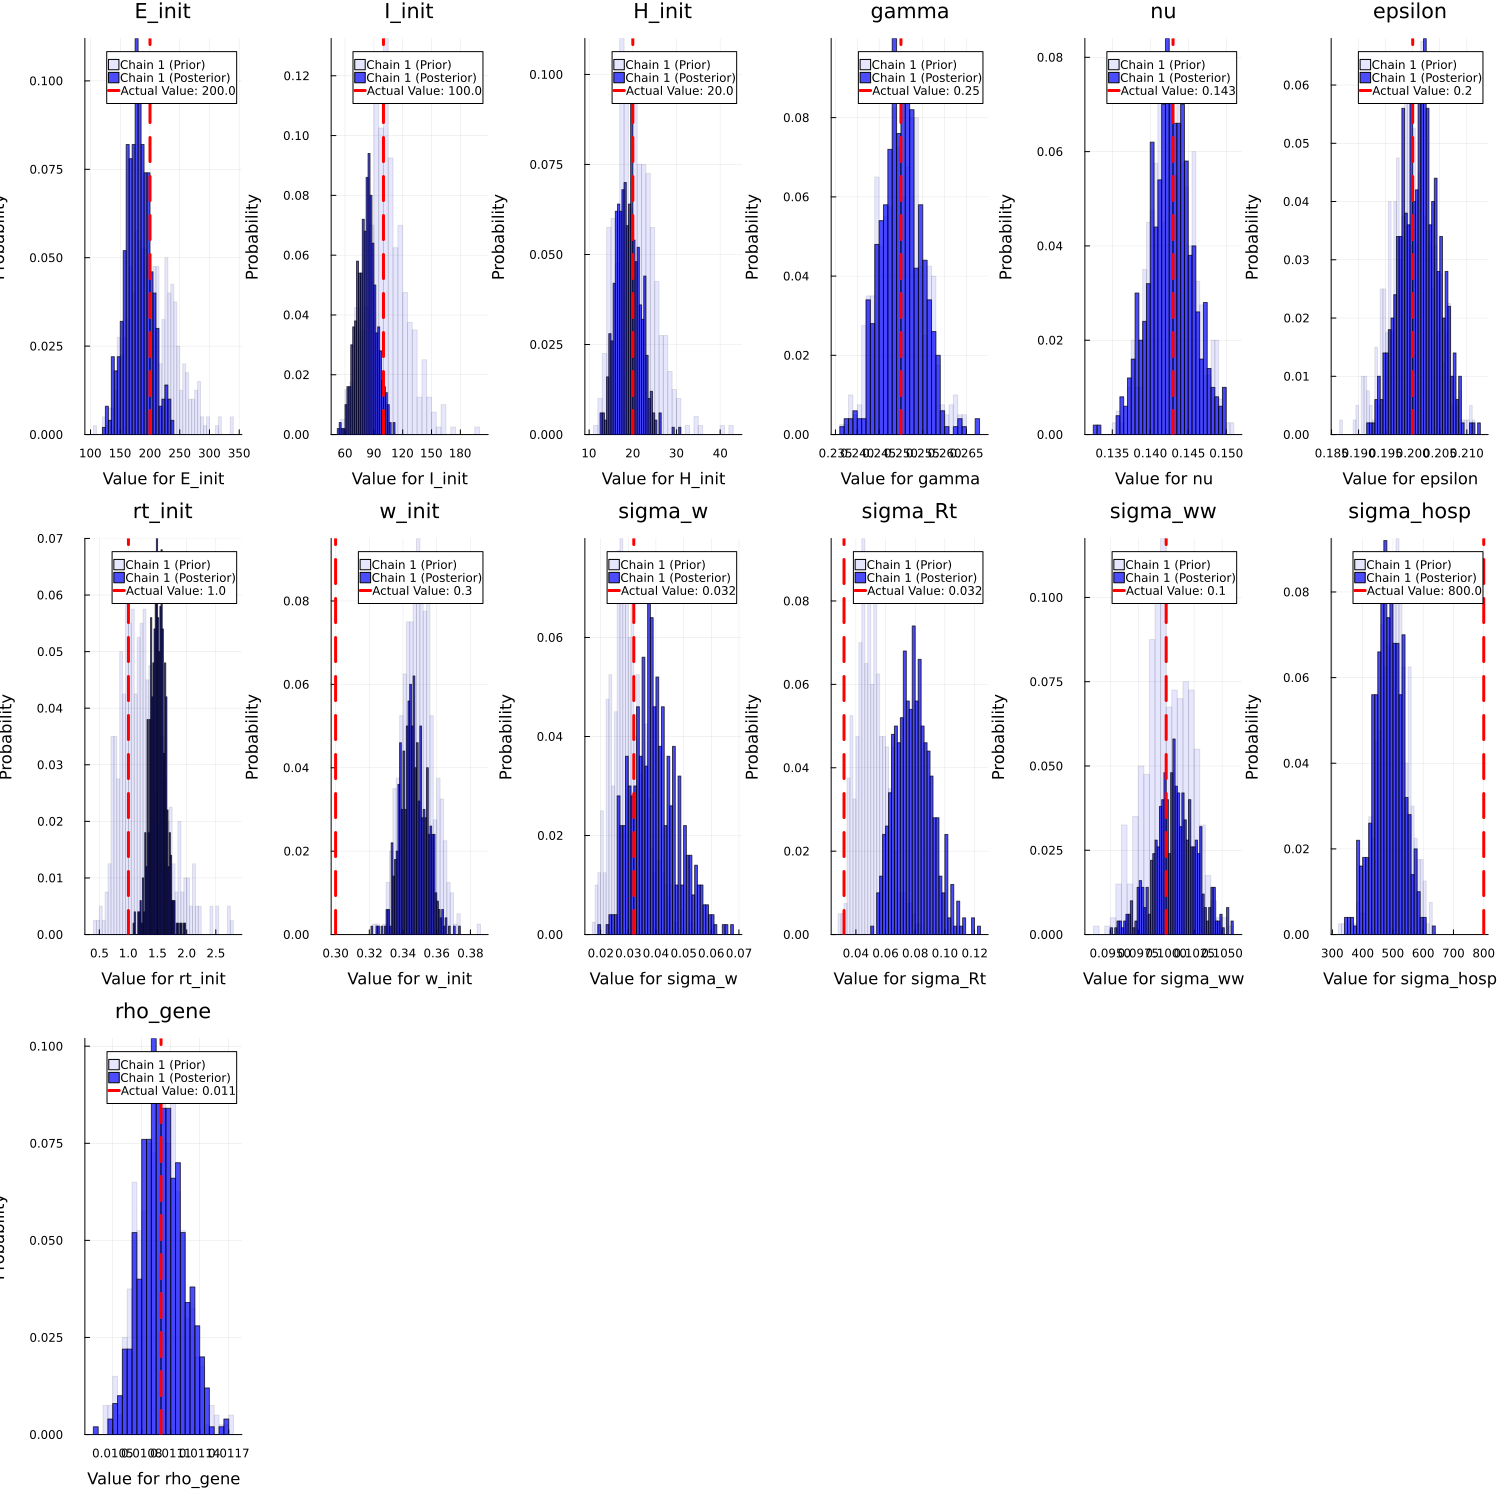 E_init
I_init
H_init
gamma
nu
epsilon
Chain 1 (Prior)
Chain 1 (Posterior)
Actual Value: 200.0
Chain 1 (Prior)
Chain 1 (Posterior)
Actual Value: 100.0
Chain 1 (Prior)
Chain 1 (Posterior)
Actual Value: 20.0
Chain 1 (Prior)
Chain 1 (Posterior)
Actual Value: 0.25
Chain 1 (Prior)
Chain 1 (Posterior)
Actual Value: 0.143
Chain 1 (Prior)
Chain 1 (Posterior)
Actual Value: 0.2
0.100
0.075
0.050
0.025
0.000
0.12
0.10
0.08
0.06
0.04
0.02
0.00
0.100
0.075
0.050
0.025
0.000
0.08
0.06
0.04
0.02
0.00
0.08
0.06
0.04
0.02
0.00
0.06
0.05
0.04
0.03
0.02
0.01
0.00
Probability
Probability
Probability
Probability
Probability
100 150 200 250 300 350
60 90 120 150 180
10 20 30 40
0.135 0.140 0.145 0.150
Value for E_init
Value for I_init
Value for H_init
Value for gamma
Value for nu
Value for epsilon
rt_init
w_init
sigma_w
sigma_Rt
sigma_ww
sigma_hosp
Chain 1 (Prior)
Chain 1 (Posterior)
Actual Value: 1.0
Chain 1 (Prior)
Chain 1 (Posterior)
Actual Value: 0.3
Chain 1 (Prior)
Chain 1 (Posterior)
Actual Value: 0.032
Chain 1 (Prior)
Chain 1 (Posterior)
Actual Value: 0.032
Chain 1 (Prior)
Chain 1 (Posterior)
Actual Value: 0.1
Chain 1 (Prior)
Chain 1 (Posterior)
Actual Value: 800.0
0.07
0.06
0.05
0.04
0.03
0.02
0.01
0.00
0.08
0.06
0.04
0.02
0.00
0.06
0.04
0.02
0.00
0.08
0.06
0.04
0.02
0.00
0.100
0.075
0.050
0.025
0.000
0.08
0.06
0.04
0.02
0.00
Probability
Probability
Probability
Probability
Probability
Probability
0.5 1.0 1.5 2.0 2.5
0.30 0.32 0.34 0.36 0.38
0.02 0.03 0.04 0.05 0.06 0.07
0.04 0.06 0.08 0.10 0.12
300 400 500 600 700 800
Value for rt_init
Value for w_init
Value for sigma_w
Value for sigma_Rt
Value for sigma_ww
Value for sigma_hosp
rho_gene
Chain 1 (Prior)
Chain 1 (Posterior)
Actual Value: 0.011
0.100
0.075
0.050
0.025
0.000
Value for rho_gene